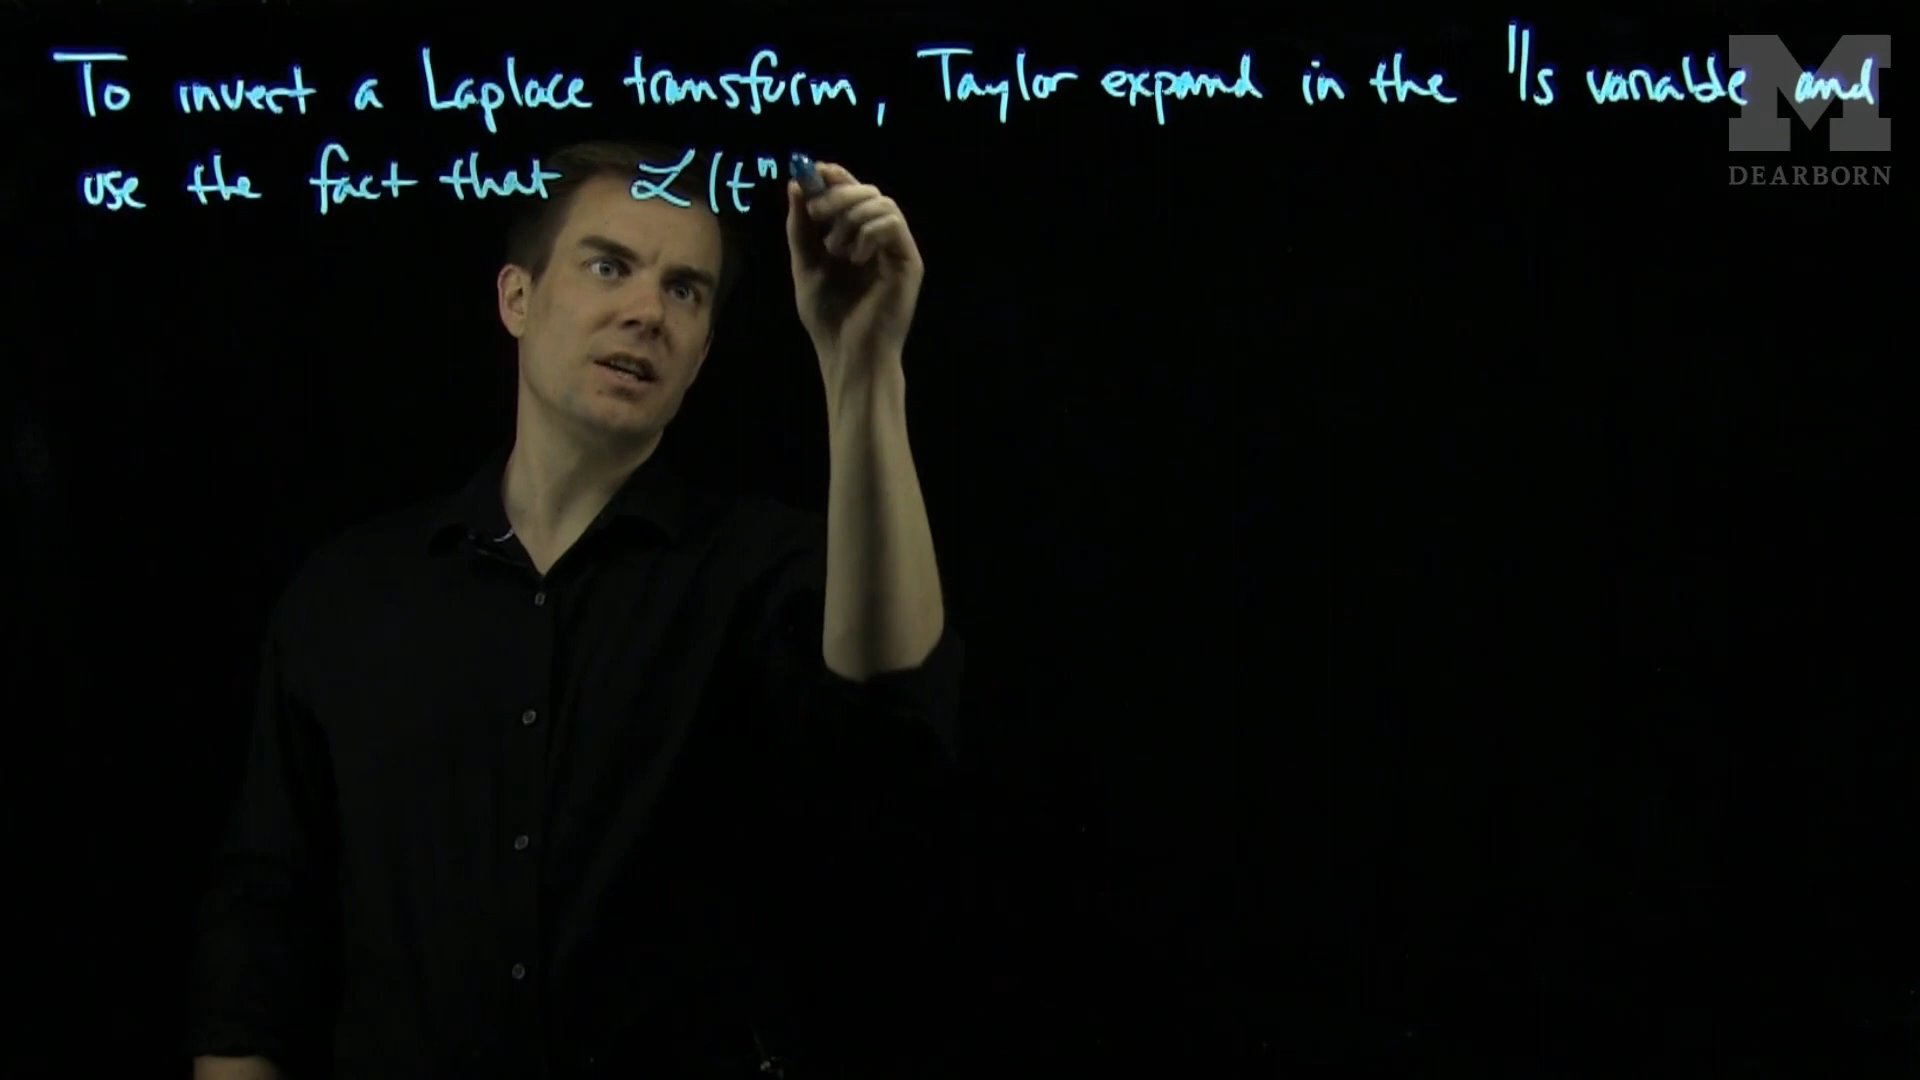 To invert a Laplace transform, Taylor expand in the 1/s variable and
use the fact that ℒ(tⁿ
M
DEARBORN